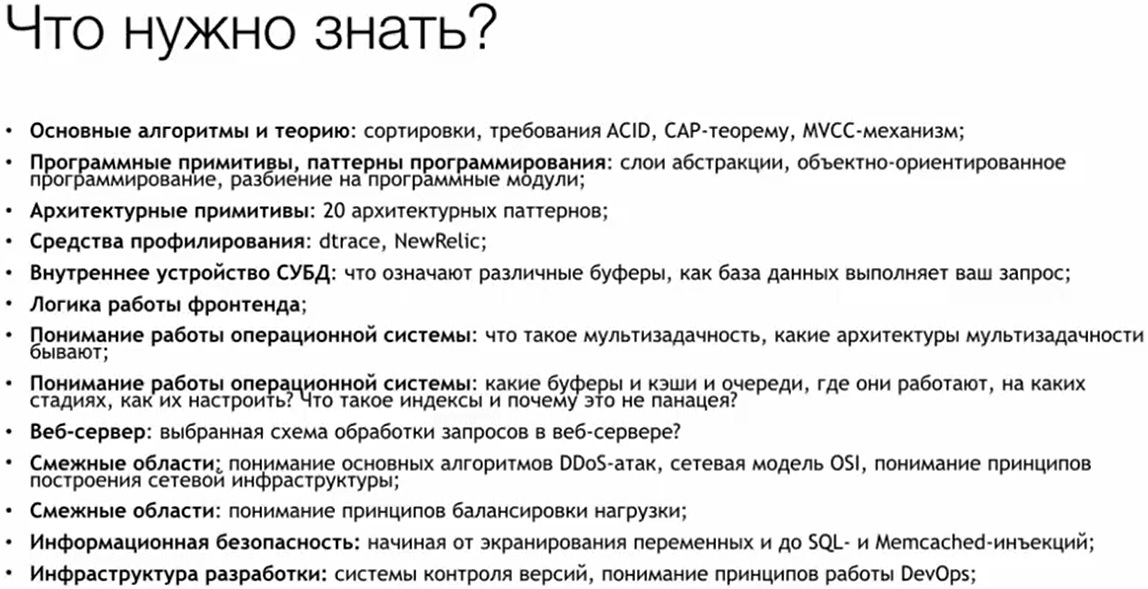 Что нужно знать?
• Основные алгоритмы и теорию: сортировки, требования ACID, CAP-теорему, MVCC-механизм;
• Программные примитивы, паттерны программирования: слои абстракции, объектно-ориентированное
программирование, разбиение на программные модули;
• Архитектурные примитивы: 20 архитектурных паттернов;
• Средства профилирования: dtrace, NewRelic;
• Внутреннее устройство СУБД: что означают различные буферы, как база данных выполняет ваш запрос;
• Логика работы фронтенда;
• Понимание работы операционной системы: что такое мультизадачность, какие архитектуры мультизадачности
бывают;
• Понимание работы операционной системы: какие буферы и кэши и очереди, где они работают, на каких
стадиях, как их настроить? Что такое индексы и почему это не панацея?
• Веб-сервер: выбранная схема обработки запросов в веб-сервере?
• Смежные области: понимание основных алгоритмов DDoS-атак, сетевая модель OSI, понимание принципов
построения сетевой инфраструктуры;
• Смежные области: понимание принципов балансировки нагрузки;
• Информационная безопасность: начиная от экранирования переменных и до SQL- и Memcached-инъекций;
• Инфраструктура разработки: системы контроля версий, понимание принципов работы DevOps;